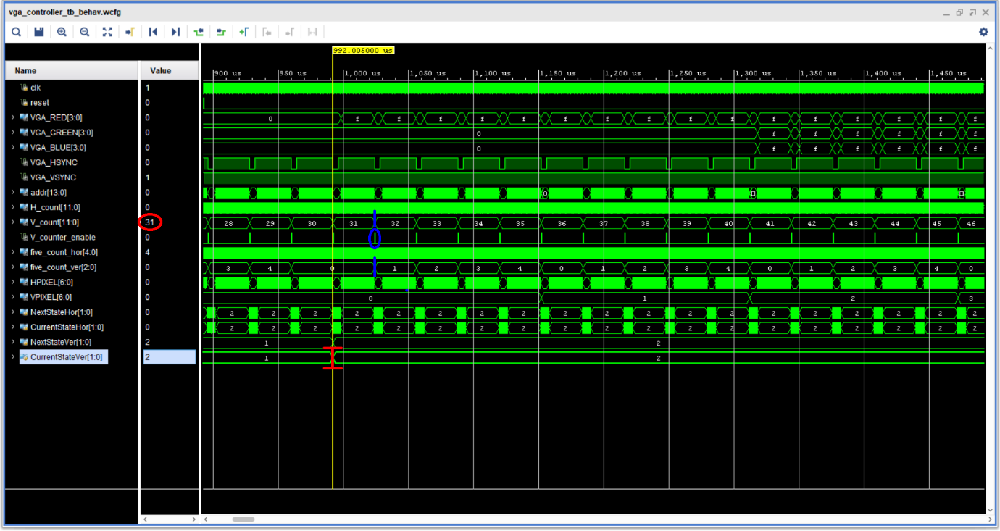 vga_controller_tb_behav.wcfg
992.005000 us
Name Value
900 us 950 us 1,000 us 1,050 us 1,100 us 1,150 us 1,200 us 1,250 us 1,300 us 1,350 us 1,400 us 1,450 us
clk 1
reset 0
VGA_RED[3:0] 0 0 f f f f f f f f f f f f f f f f
VGA_GREEN[3:0] 0 0 f f f f f f
VGA_BLUE[3:0] 0 0 f f f f f f
VGA_HSYNC 0
VGA_VSYNC 1
addr[13:0] 0 0
H_count[11:0] 0
V_count[11:0] 31 28 29 30 31 32 33 34 35 36 37 38 39 40 41 42 43 44 45 46
V_counter_enable 0
five_count_hor[4:0] 4
five_count_ver[2:0] 0 3 4 0 1 2 3 4 0 1 2 3 4 0 1 2 3 4 0
HPIXEL[6:0] 0
VPIXEL[6:0] 0 0 1 2 3
NextStateHor[1:0] 0 2 2 2 2 2 2 2 2 2 2 2 2 2 2 2 2 2 2 2
CurrentStateHor[1:0] 0 2 2 2 2 2 2 2 2 2 2 2 2 2 2 2 2 2 2 2
NextStateVer[1:0] 2 1 2
CurrentStateVer[1:0] 2 1 2